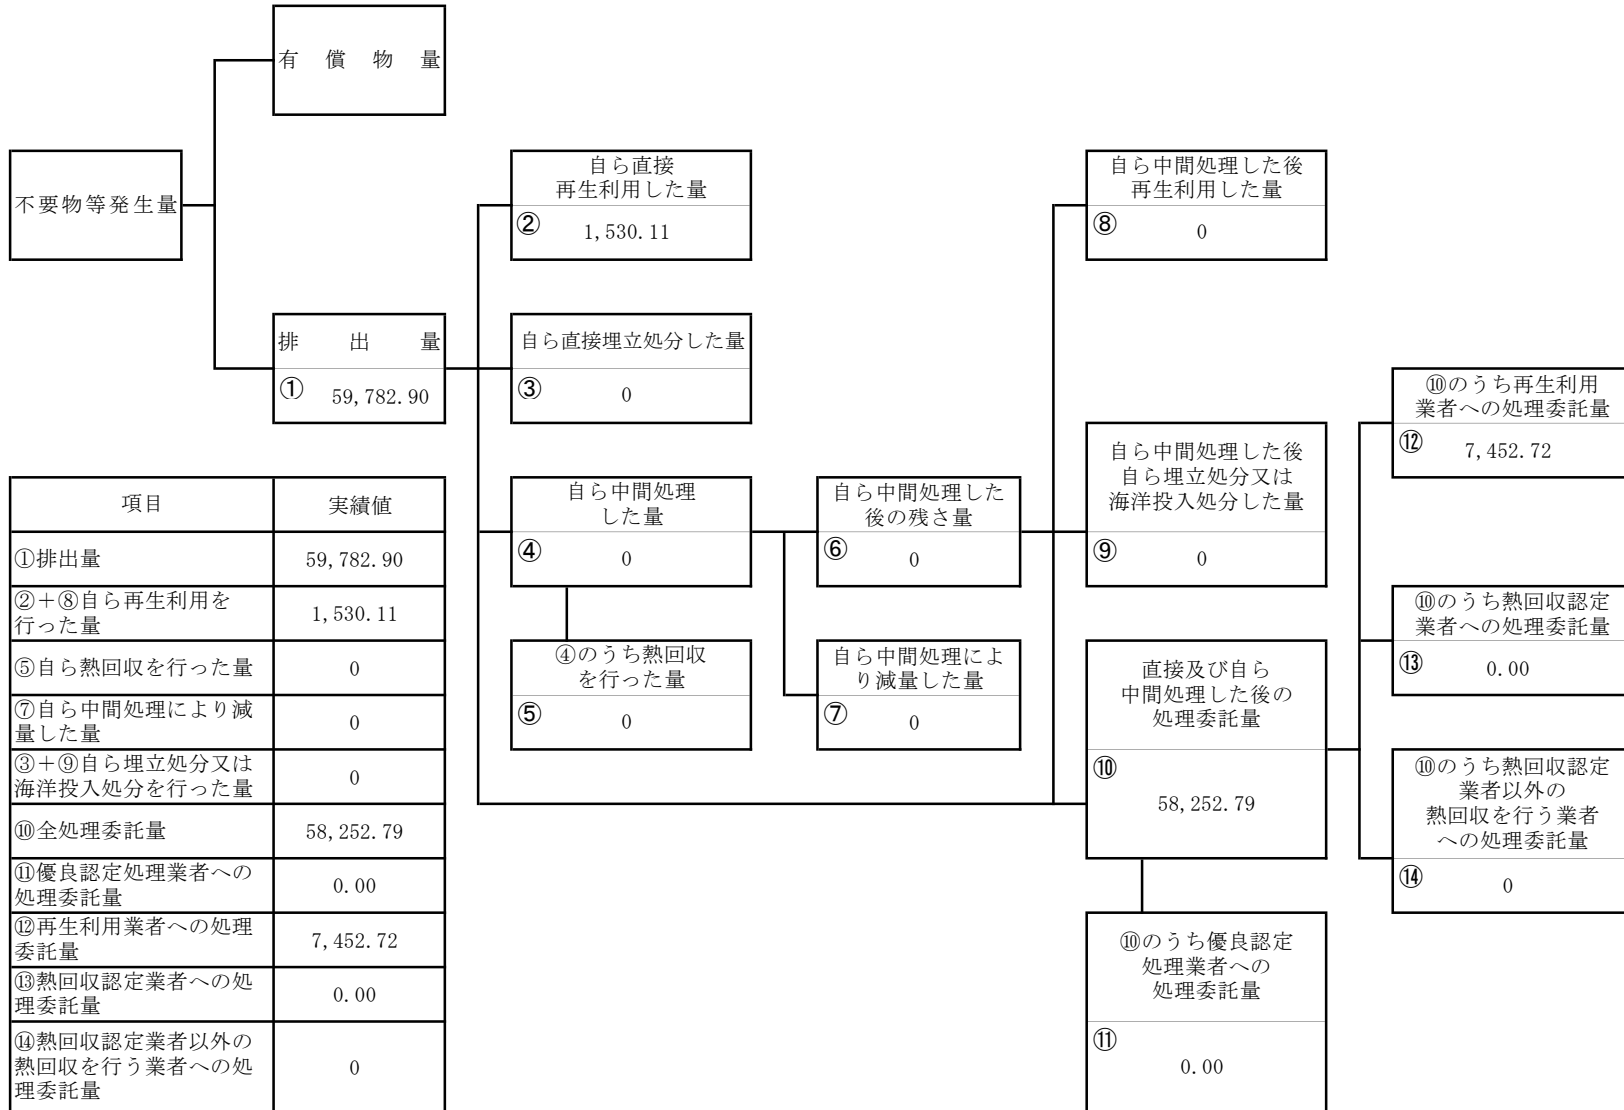 有償物量
不要物等発生量
自ら直接
再生利用した量
② 1,530.11
自ら中間処理した後
再生利用した量
⑧ 0
排出量
① 59,782.90
自ら直接埋立処分した量
③ 0
自ら中間処理
した量
④ 0
自ら中間処理した
後の残さ量
⑥ 0
自ら中間処理した後
自ら埋立処分又は
海洋投入処分した量
⑨ 0
⑩のうち再生利用
業者への処理委託量
⑫ 7,452.72
④のうち熱回収
を行った量
⑤ 0
自ら中間処理によ
り減量した量
⑦ 0
直接及び自ら
中間処理した後の
処理委託量
⑩
58,252.79
⑩のうち熱回収認定
業者への処理委託量
⑬ 0.00
⑩のうち熱回収認定
業者以外の
熱回収を行う業者
への処理委託量
⑭ 0
⑩のうち優良認定
処理業者への
処理委託量
⑪
0.00
項目 実績値
①排出量 59,782.90
②+⑧自ら再生利用を
行った量 1,530.11
⑤自ら熱回収を行った量 0
⑦自ら中間処理により減
量した量 0
③+⑨自ら埋立処分又は
海洋投入処分を行った量 0
⑩全処理委託量 58,252.79
⑪優良認定処理業者への
処理委託量 0.00
⑫再生利用業者への処理
委託量 7,452.72
⑬熱回収認定業者への処
理委託量 0.00
⑭熱回収認定業者以外の
熱回収を行う業者への処
理委託量 0